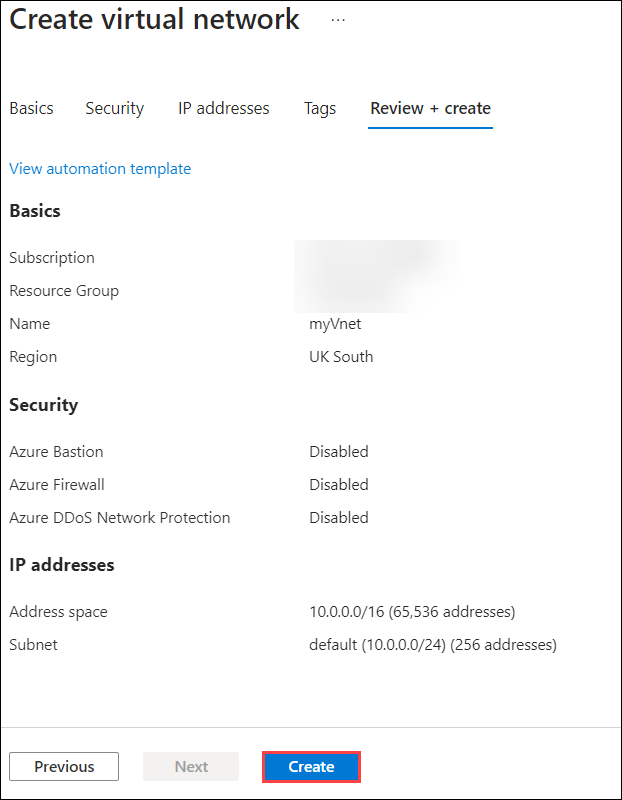 Create virtual network ...
Basics Security IP addresses Tags Review + create
View automation template
Basics
Subscription
Resource Group
Name myVnet
Region UK South
Security
Azure Bastion Disabled
Azure Firewall Disabled
Azure DDoS Network Protection Disabled
IP addresses
Address space 10.0.0.0/16 (65,536 addresses)
Subnet default (10.0.0.0/24) (256 addresses)
Previous Next Create